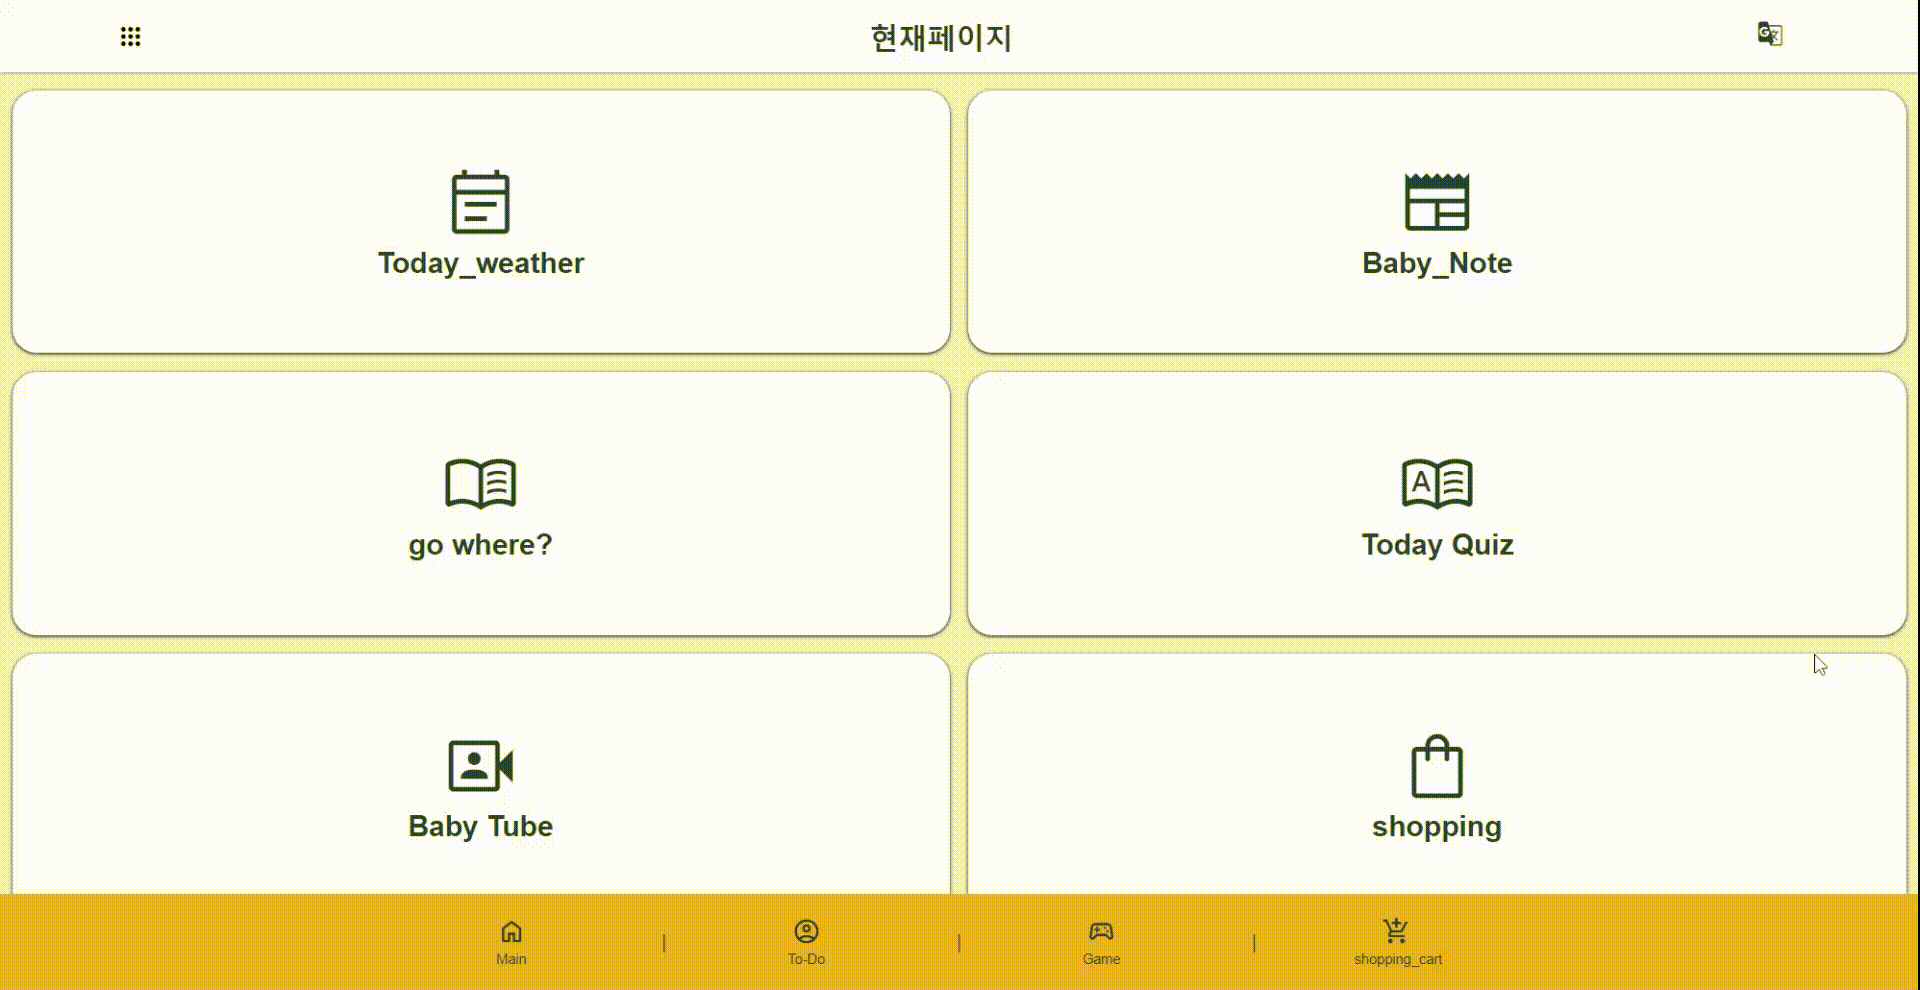 현재페이지
Today_weather
Baby_Note
go where?
Today Quiz
Baby Tube
shopping
Main
To-Do
Game
shopping_cart